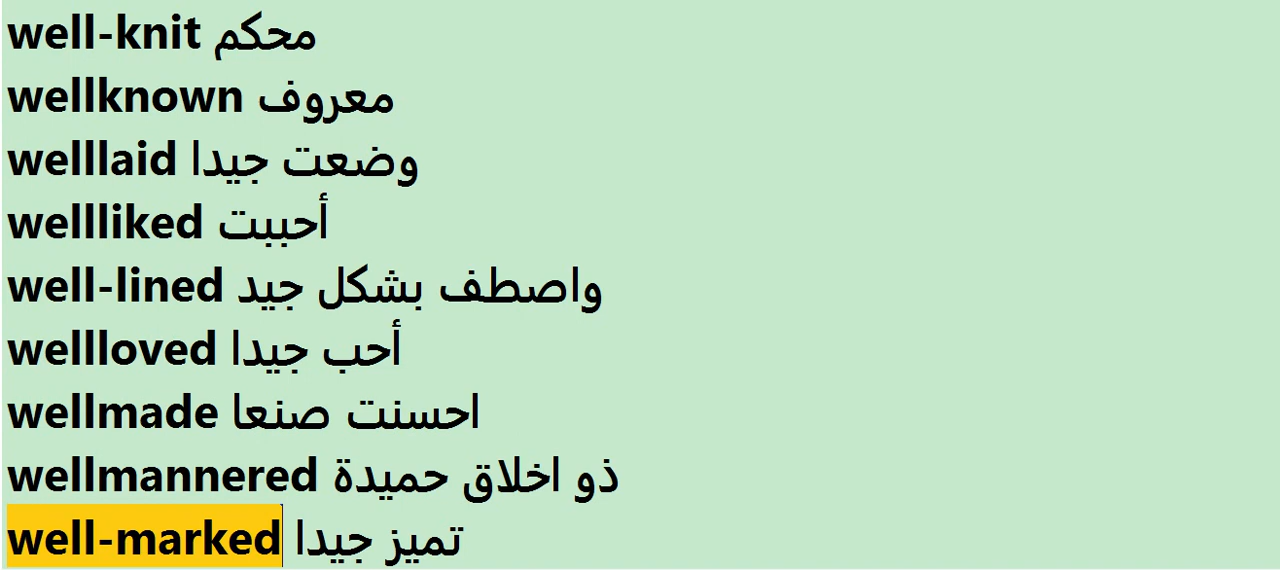 well-knit محكم
wellknown معروف
welllaid وضعت جيدا
wellliked أحببت
well-lined واصطف بشكل جيد
wellloved أحب جيدا
wellmade احسنت صنعا
wellmannered ذو اخلاق حميدة
well-marked تميز جيدا